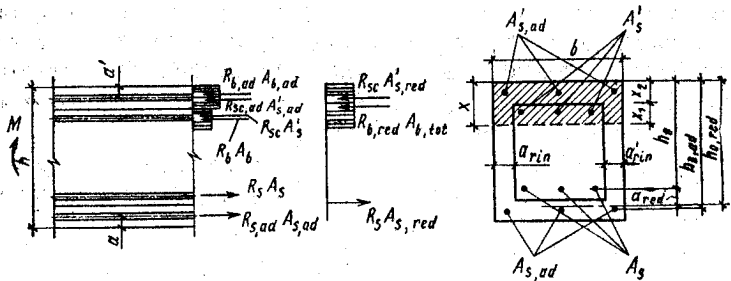 a'
M
h
a
R_{b,ad} A_{b,ad}
R_{sc,ad} A'_{s,ad}
R_{sc} A'_s
R_b A_b
R_s A_s
R_{s,ad} A_{s,ad}
R_{sc} A'_{s,red}
R_{b,red} A_{b,tot}
R_s A_{s,red}
A'_{s,ad}
A'_s
b
x
x_2
x_1
a_{rin}
a'_{rin}
h_0
h_{0,ad}
h_{0,red}
a_{red}
A_{s,ad}
A_s